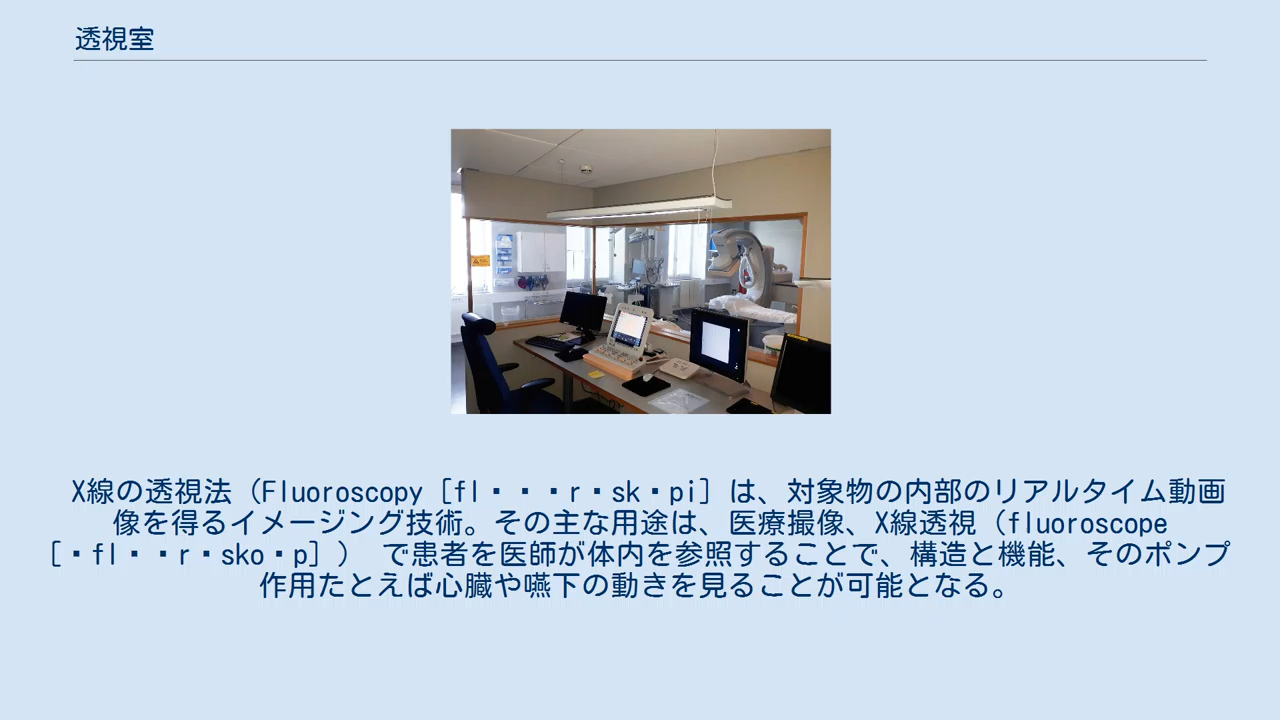 透視室
X線の透視法（Fluoroscopy［fl・・・r・sk・pi］は、対象物の内部のリアルタイム動画
像を得るイメージング技術。その主な用途は、医療撮像、X線透視（fluoroscope
［・fl・・r・sko・p］） で患者を医師が体内を参照することで、構造と機能、そのポンプ
作用たとえば心臓や嚥下の動きを見ることが可能となる。